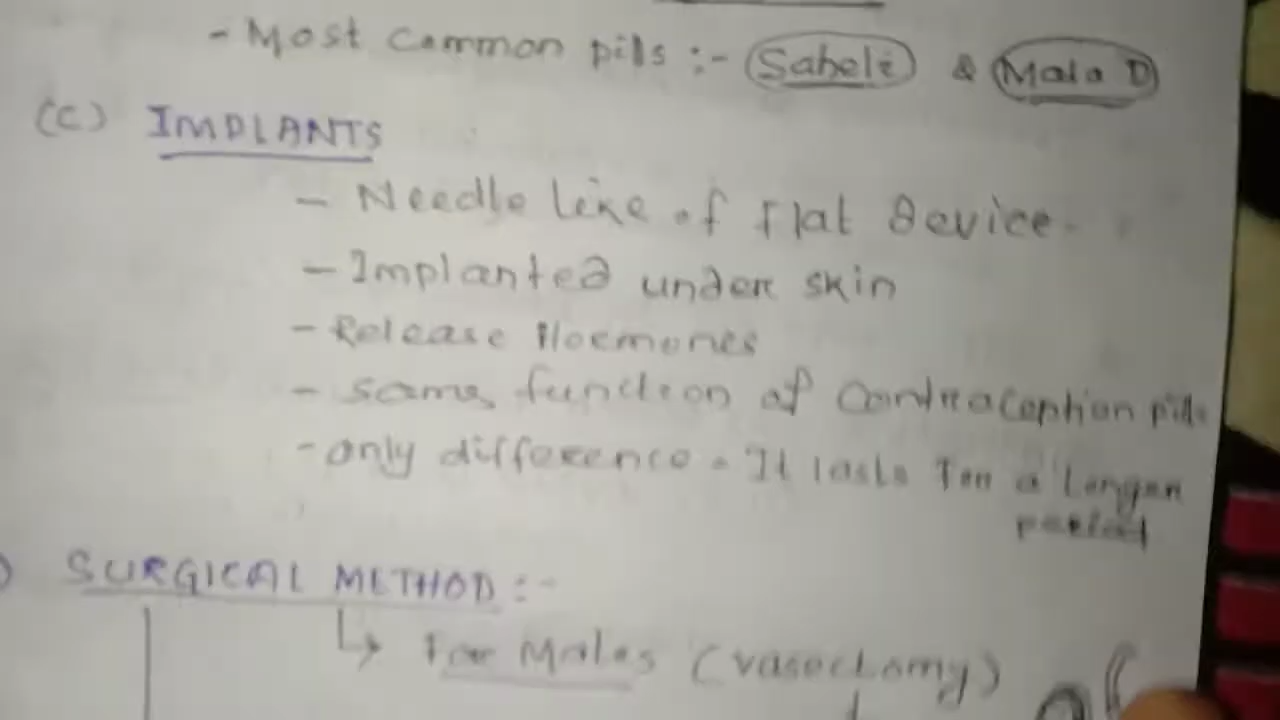 - Most common pills :- Saheli & Mala D
(C) IMPLANTS
- Needle like of flat device.
- Implanted under skin
- Release Hormones
- same function of contraception pills
- only difference - It lasts for a longer
period
) SURGICAL METHOD :-
↳ for Males (vasectomy)